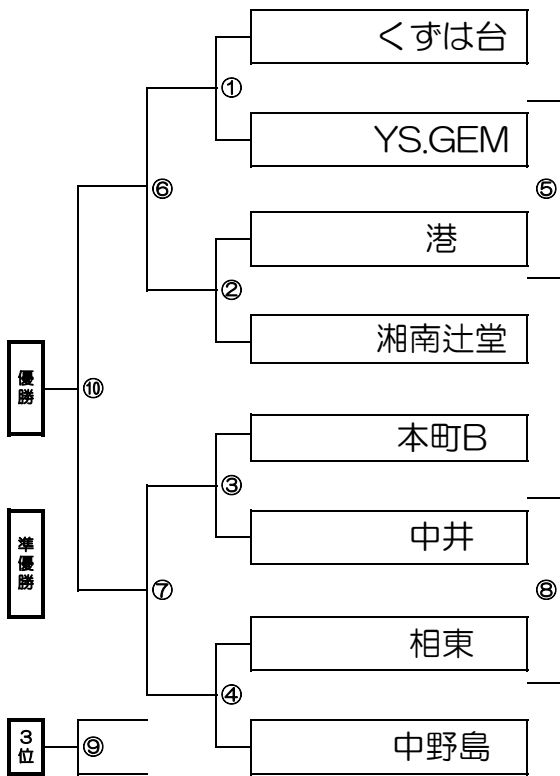 くずは台
①
YS.GEM
⑥
⑤
港
②
湘南辻堂
優勝
⑩
本町B
③
中井
準優勝
⑦
⑧
相東
④
3位
⑨
中野島